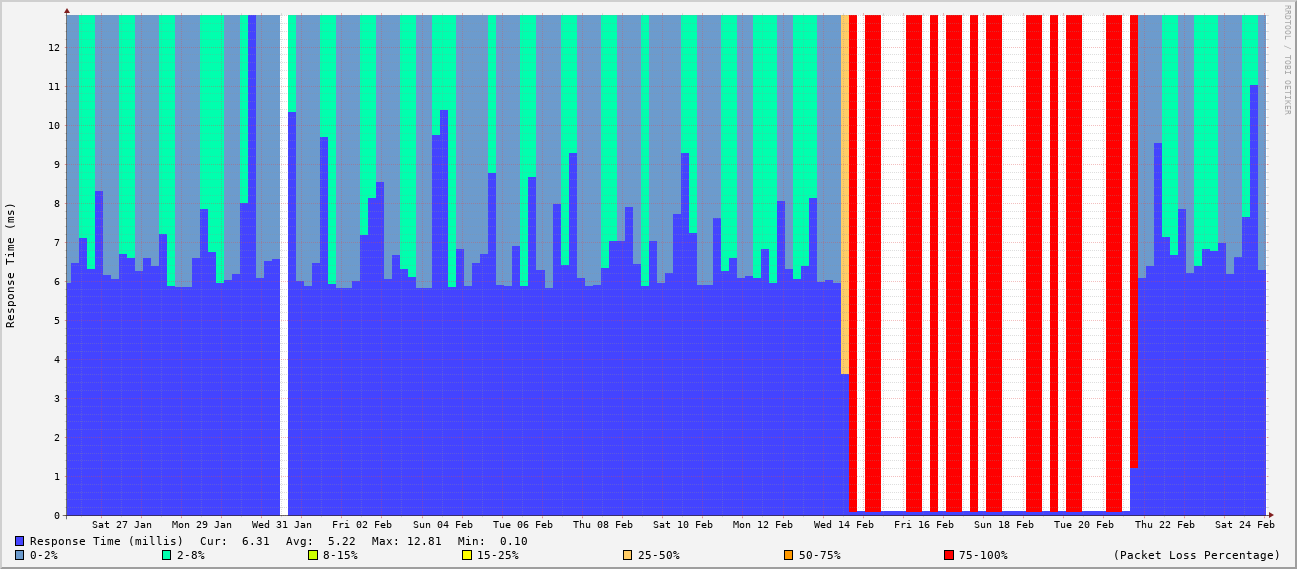 RRDTOOL / TOBI OETIKER
Response Time (ms)
12
11
10
9
8
7
6
5
4
3
2
1
0
Sat 27 Jan Mon 29 Jan Wed 31 Jan Fri 02 Feb Sun 04 Feb Tue 06 Feb Thu 08 Feb Sat 10 Feb Mon 12 Feb Wed 14 Feb Fri 16 Feb Sun 18 Feb Tue 20 Feb Thu 22 Feb Sat 24 Feb
Response Time (millis) Cur: 6.31 Avg: 5.22 Max: 12.81 Min: 0.10
0-2% 2-8% 8-15% 15-25% 25-50% 50-75% 75-100% (Packet Loss Percentage)